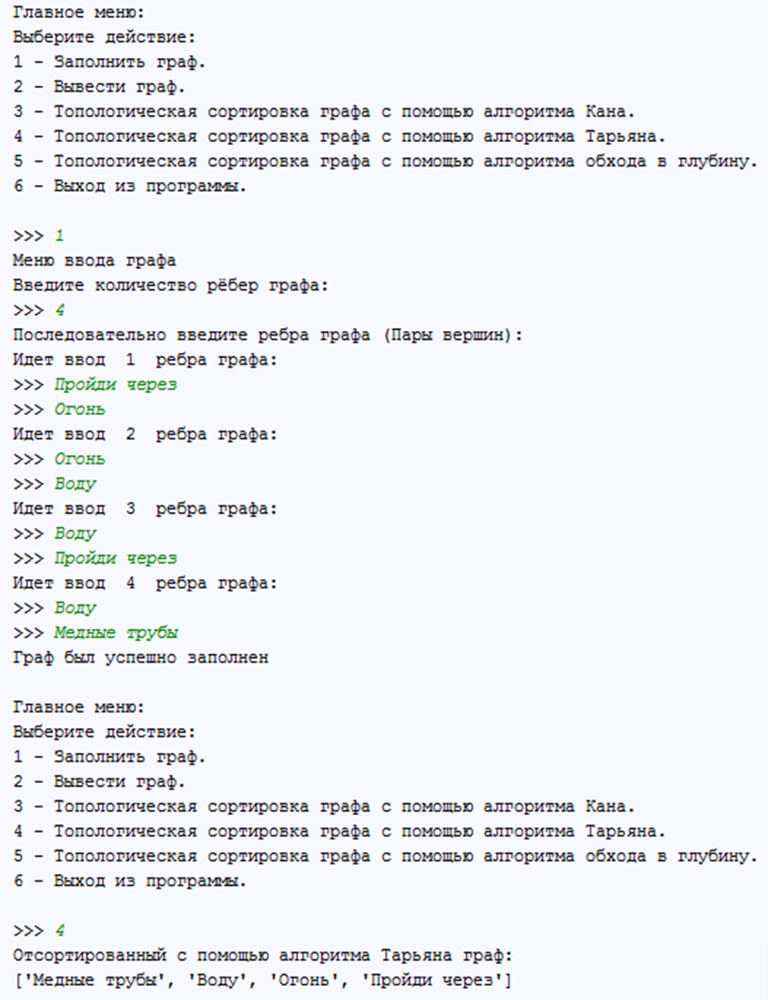 Главное меню:
Выберите действие:
1 - Заполнить граф.
2 - Вывести граф.
3 - Топологическая сортировка графа с помощью алгоритма Кана.
4 - Топологическая сортировка графа с помощью алгоритма Тарьяна.
5 - Топологическая сортировка графа с помощью алгоритма обхода в глубину.
6 - Выход из программы.
>>> 1
Меню ввода графа
Введите количество рёбер графа:
>>> 4
Последовательно введите ребра графа (Пары вершин):
Идет ввод  1  ребра графа:
>>> Пройди через
>>> Огонь
Идет ввод  2  ребра графа:
>>> Огонь
>>> Воду
Идет ввод  3  ребра графа:
>>> Воду
>>> Пройди через
Идет ввод  4  ребра графа:
>>> Воду
>>> Медные трубы
Граф был успешно заполнен
Главное меню:
Выберите действие:
1 - Заполнить граф.
2 - Вывести граф.
3 - Топологическая сортировка графа с помощью алгоритма Кана.
4 - Топологическая сортировка графа с помощью алгоритма Тарьяна.
5 - Топологическая сортировка графа с помощью алгоритма обхода в глубину.
6 - Выход из программы.
>>> 4
Отсортированный с помощью алгоритма Тарьяна граф:
['Медные трубы', 'Воду', 'Огонь', 'Пройди через']